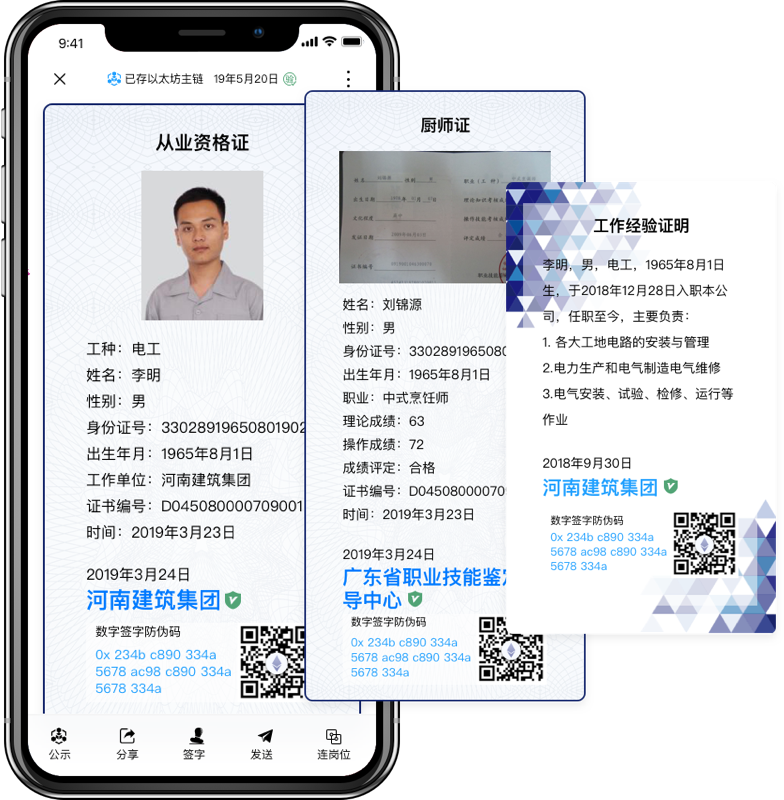 9:41
已存以太坊主链 19年5月20日
从业资格证
工种：电工
姓名：李明
性别：男
身份证号：33028919650801902
出生年月：1965年8月1日
工作单位：河南建筑集团
证书编号：D045080000709001
时间：2019年3月23日
2019年3月24日
河南建筑集团
数字签字防伪码
0x 234b c890 334a
5678 ac98 c890 334a
5678 334a
公示
分享
签字
发送
连岗位
厨师证
姓名：刘锦源
性别：男
身份证号：3302891965080
出生年月：1965年8月1日
职业：中式烹饪师
理论成绩：63
操作成绩：72
成绩评定：合格
证书编号：D045080000709
时间：2019年3月23日
2019年3月24日
广东省职业技能鉴定
导中心
数字签字防伪码
0x 234b c890 334a
5678 ac98 c890 334a
5678 334a
工作经验证明
李明，男，电工，1965年8月1日
生，于2018年12月28日入职本公
司，任职至今，主要负责：
1. 各大工地电路的安装与管理
2.电力生产和电气制造电气维修
3.电气安装、试验、检修、运行等
作业
2018年9月30日
河南建筑集团
数字签字防伪码
0x 234b c890 334a
5678 ac98 c890 334a
5678 334a